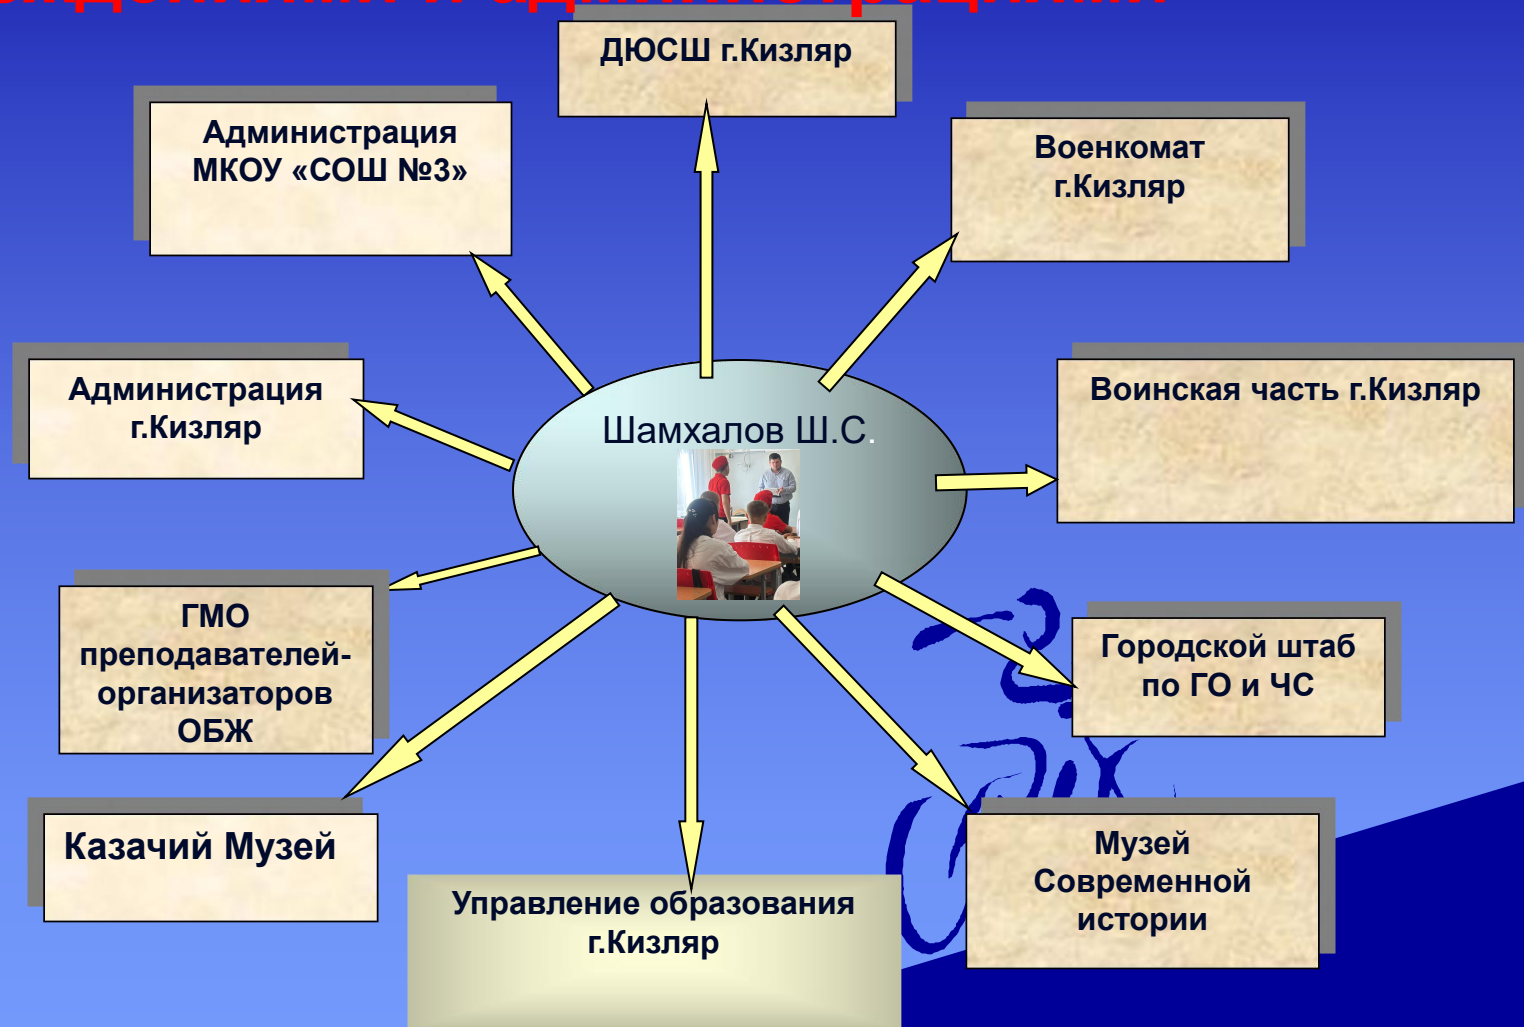 ДЮСШ г.Кизляр
Администрация
МКОУ «СОШ №3»
Военкомат
г.Кизляр
Администрация
г.Кизляр
Шамхалов Ш.С.
Воинская часть г.Кизляр
ГМО
преподавателей-
организаторов
ОБЖ
Городской штаб
по ГО и ЧС
Казачий Музей
Управление образования
г.Кизляр
Музей
Современной
истории